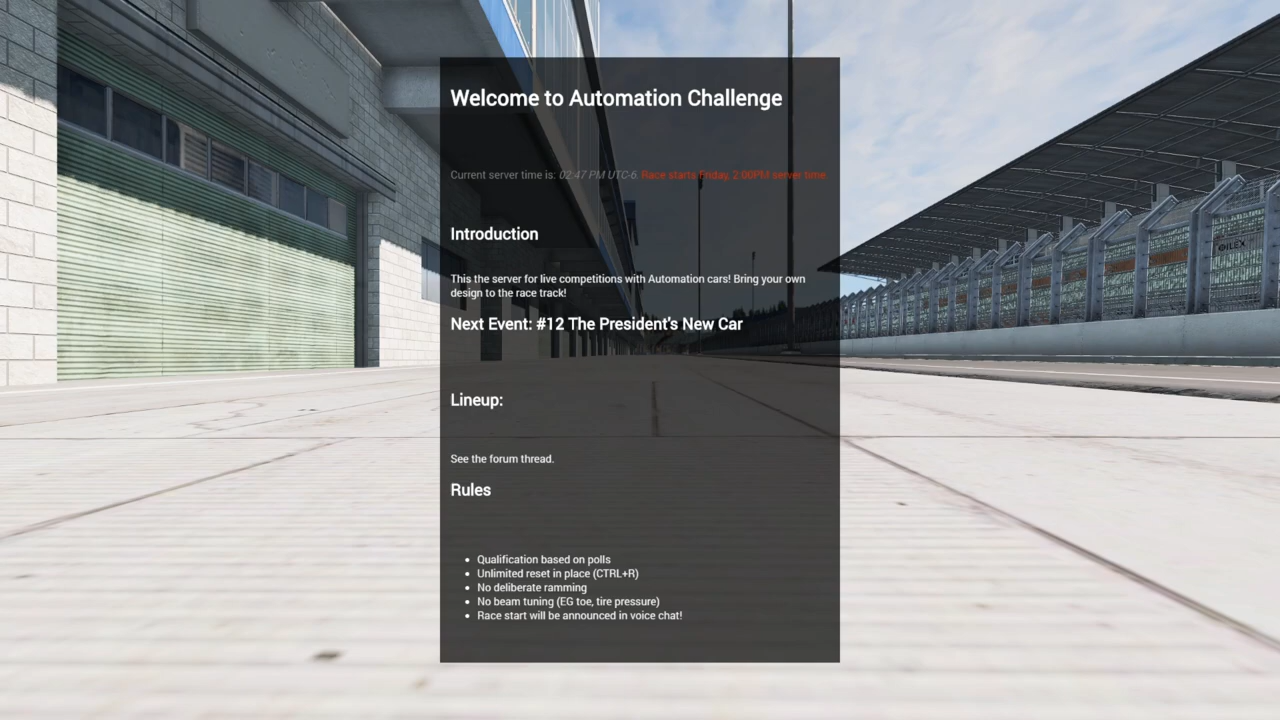 Welcome to Automation Challenge
Current server time is: 02:47 PM UTC-6. Race starts Friday, 2:00PM server time.
Introduction
This the server for live competitions with Automation cars! Bring your own
design to the race track!
Next Event: #12 The President's New Car
Lineup:
See the forum thread.
Rules
• Qualification based on polls
• Unlimited reset in place (CTRL+R)
• No deliberate ramming
• No beam tuning (EG toe, tire pressure)
• Race start will be announced in voice chat!